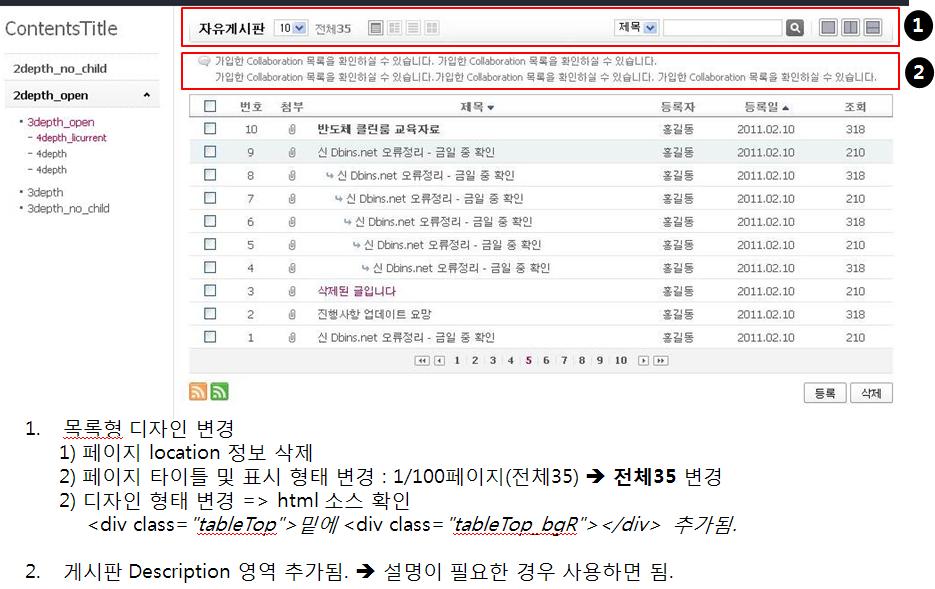 ContentsTitle
2depth_no_child
2depth_open
3depth_open
- 4depth_licurrent
- 4depth
- 4depth
3depth
3depth_no_child
자유게시판 10 전체35 제목
1
가입한 Collaboration 목록을 확인하실 수 있습니다. 가입한 Collaboration 목록을 확인하실 수 있습니다.
가입한 Collaboration 목록을 확인하실 수 있습니다.가입한 Collaboration 목록을 확인하실 수 있습니다. 가입한 Collaboration 목록을 확인하실 수 있습니다.
2
번호 첨부 제목▼ 등록자 등록일▲ 조회
10 반도체 클린룸 교육자료 홍길동 2011.02.10 318
9 신 Dbins.net 오류정리 - 금일 중 확인 홍길동 2011.02.10 210
8 신 Dbins.net 오류정리 - 금일 중 확인 홍길동 2011.02.10 318
7 신 Dbins.net 오류정리 - 금일 중 확인 홍길동 2011.02.10 210
6 신 Dbins.net 오류정리 - 금일 중 확인 홍길동 2011.02.10 318
5 신 Dbins.net 오류정리 - 금일 중 확인 홍길동 2011.02.10 210
4 신 Dbins.net 오류정리 - 금일 중 확인 홍길동 2011.02.10 318
3 삭제된 글입니다 홍길동 2011.02.10 210
2 진행사항 업데이트 요망 홍길동 2011.02.10 318
1 신 Dbins.net 오류정리 - 금일 중 확인 홍길동 2011.02.10 210
1 2 3 4 5 6 7 8 9 10
등록 삭제
1. 목록형 디자인 변경
1) 페이지 location 정보 삭제
2) 페이지 타이틀 및 표시 형태 변경 : 1/100페이지(전체35) ➔ 전체35 변경
2) 디자인 형태 변경 => html 소스 확인
<div class="tableTop">밑에 <div class="tableTop_bgR"></div> 추가됨.
2. 게시판 Description 영역 추가됨. ➔ 설명이 필요한 경우 사용하면 됨.